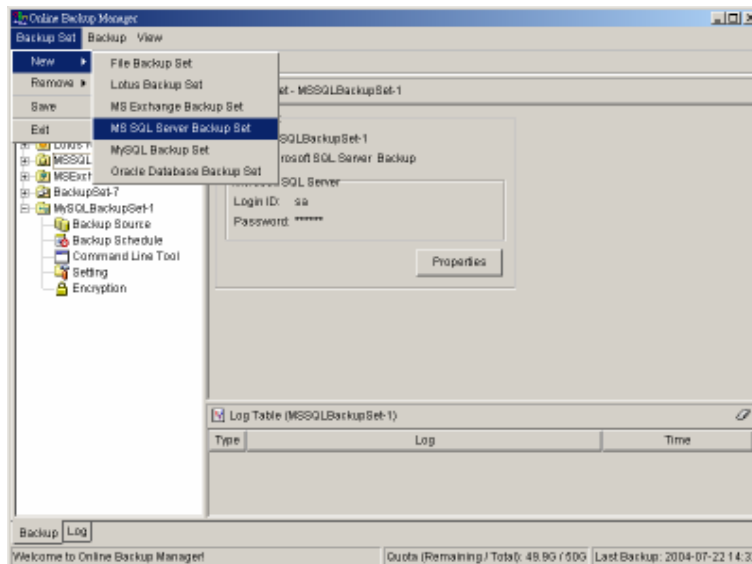 Online Backup Manager
Backup Set Backup View
New
Remove
Save
Exit
File Backup Set
Lotus Backup Set
MS Exchange Backup Set
MS SQL Server Backup Set
MySQL Backup Set
Oracle Database Backup Set
et - MSSQLBackupSet-1
SQLBackupSet-1
rosoft SQL Server Backup
SQL Server
Login ID: sa
Password: ******
Properties
MSSQL
MSExch
BackupSet-7
MySQLBackupSet-1
Backup Source
Backup Schedule
Command Line Tool
Setting
Encryption
Log Table (MSSQLBackupSet-1)
Type Log Time
Backup Log
Welcome to Online Backup Manager! Quota (Remaining / Total): 49.9G / 50G Last Backup: 2004-07-22 14:3